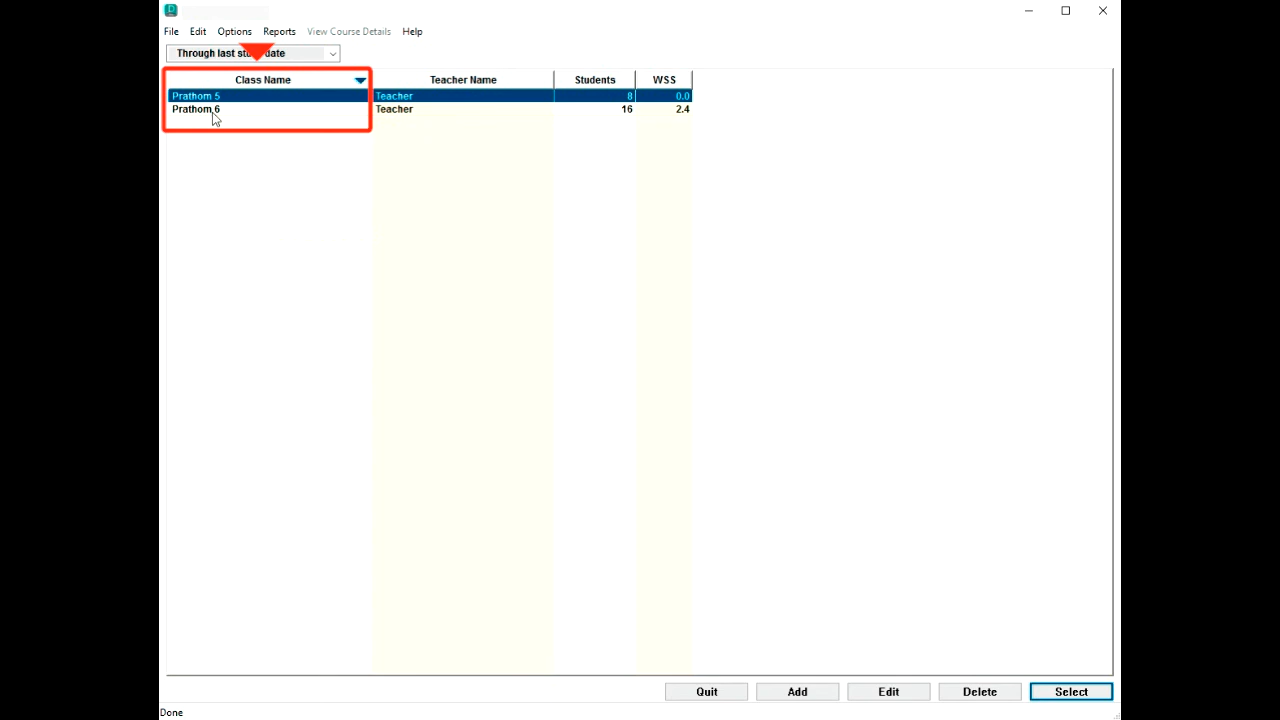 File Edit Options Reports View Course Details Help
Through last date
Class Name Teacher Name Students WSS
Prathom 5 Teacher 8 0.0
Prathom 6 Teacher 16 2.4
Quit Add Edit Delete Select
Done